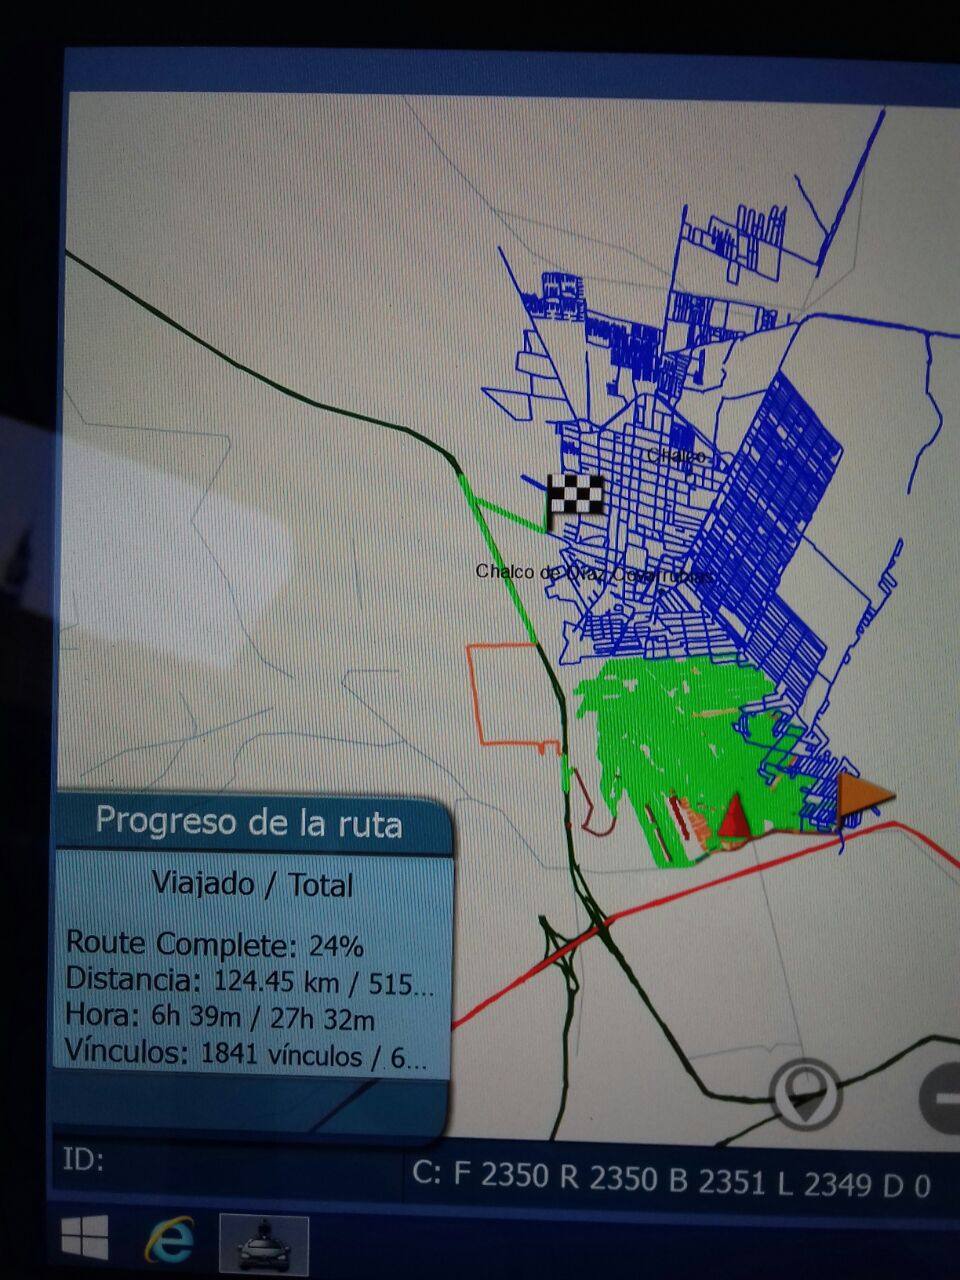 Chalco
Chalco de Díaz Covarrubias
Progreso de la ruta
Viajado / Total
Route Complete: 24%
Distancia: 124.45 km / 515...
Hora: 6h 39m / 27h 32m
Vínculos: 1841 vínculos / 6...
ID:
C: F 2350 R 2350 B 2351 L 2349 D 0